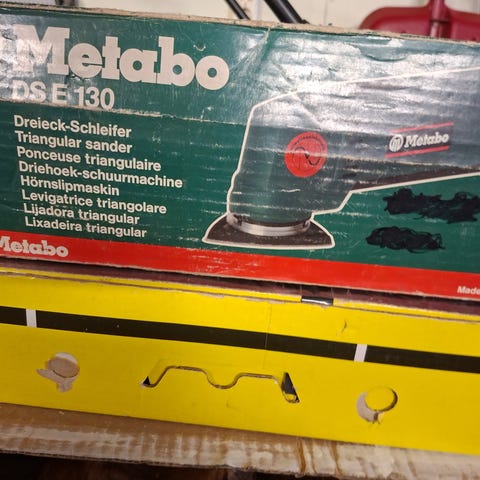 Metabo
DS E 130
Dreieck-Schleifer
Triangular sander
Ponceuse triangulaire
Driehoek-schuurmachine
Hörnslipmaskin
Levigatrice triangolare
Lijadora triangular
Lixadeira triangular
Metabo
Metabo
Made